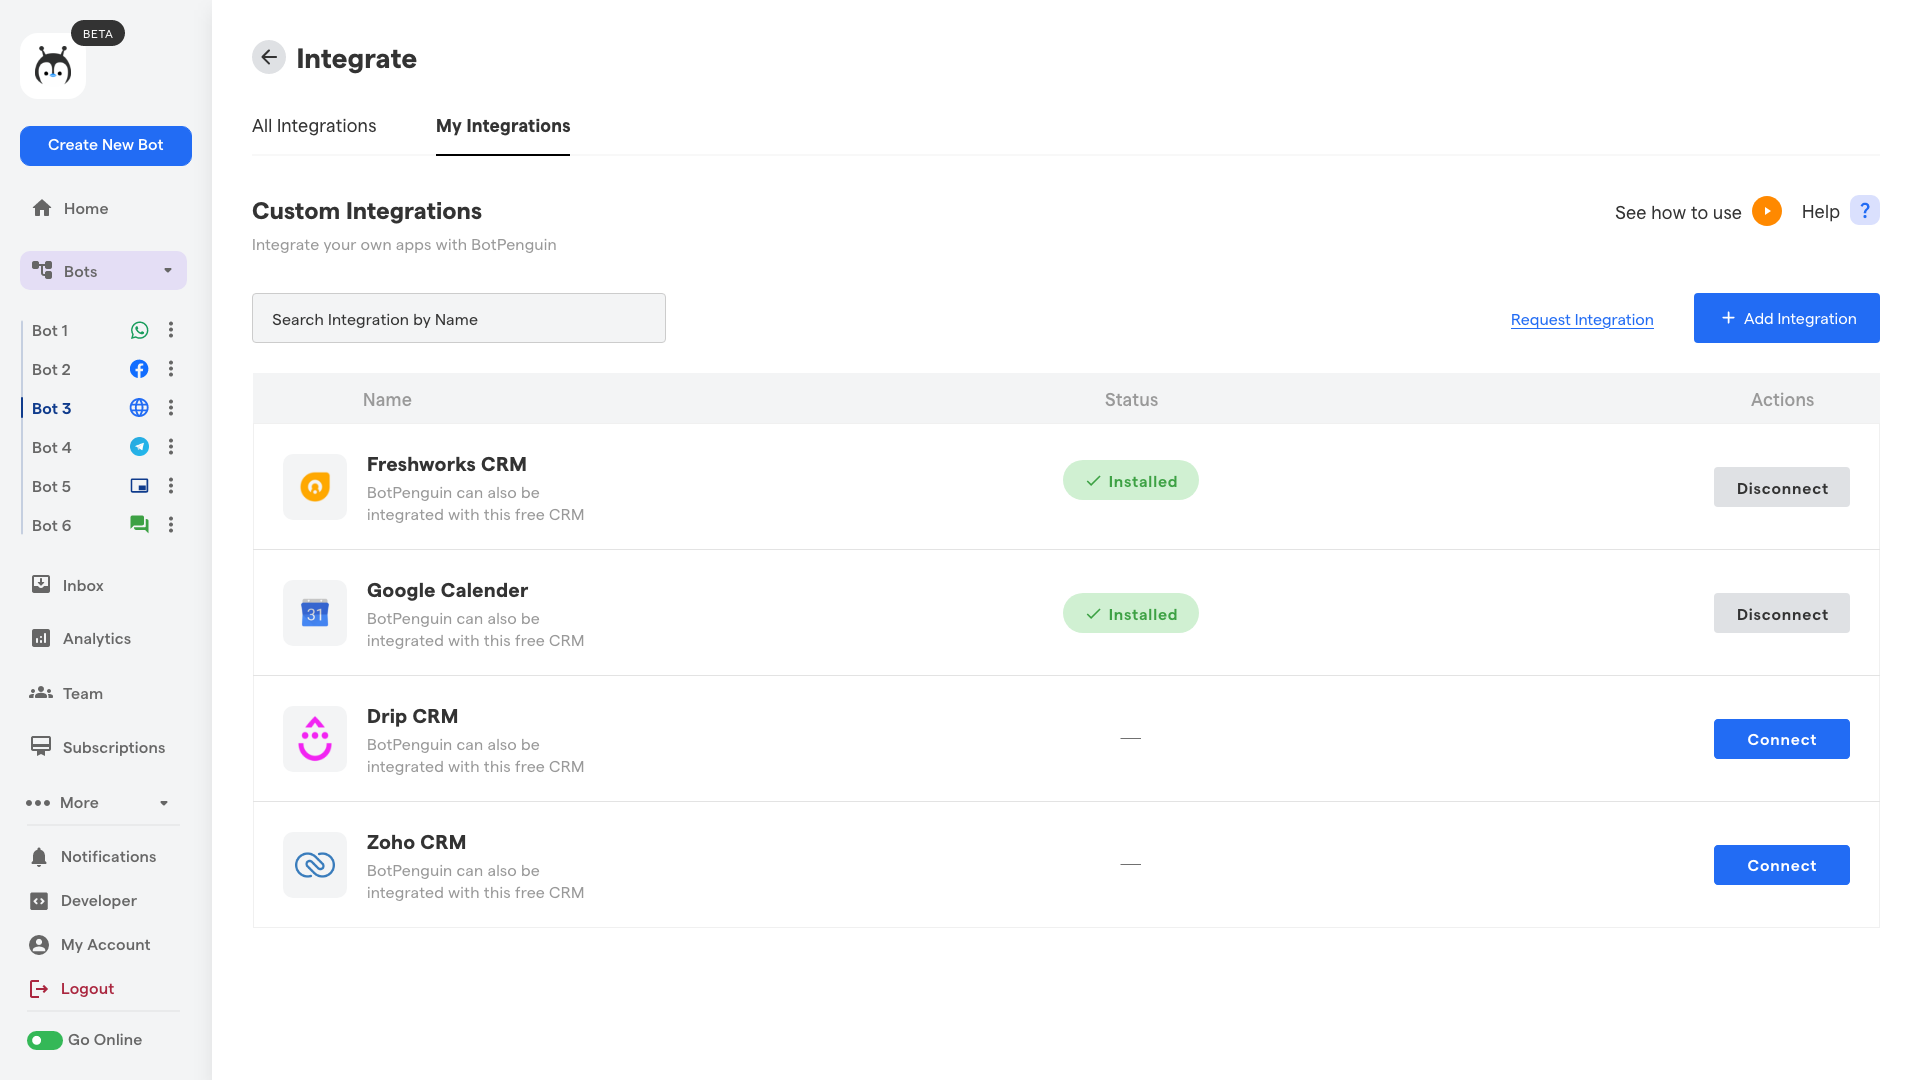 BETA
Create New Bot
Home
Bots
Bot 1
Bot 2
Bot 3
Bot 4
Bot 5
Bot 6
Inbox
Analytics
Team
Subscriptions
More
Notifications
Developer
My Account
Logout
Go Online
Integrate
All Integrations
My Integrations
Custom Integrations
Integrate your own apps with BotPenguin
See how to use
Help ?
Search Integration by Name
Request Integration
+ Add Integration
Name
Status
Actions
Freshworks CRM
BotPenguin can also be
integrated with this free CRM
Installed
Disconnect
31
Google Calender
BotPenguin can also be
integrated with this free CRM
Installed
Disconnect
Drip CRM
BotPenguin can also be
integrated with this free CRM
—
Connect
Zoho CRM
BotPenguin can also be
integrated with this free CRM
—
Connect